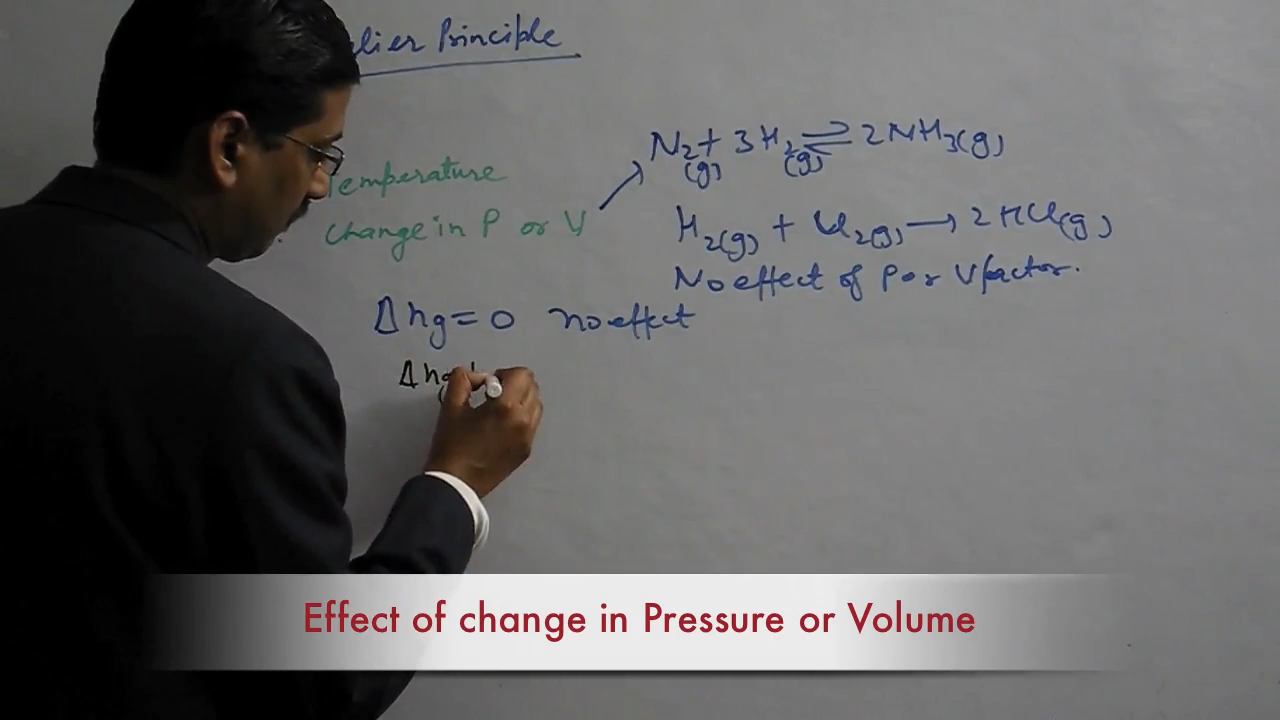 lier Principle
Temperature
Change in P or V
N2(g) + 3H2(g) ⇌ 2NH3(g)
H2(g) + Cl2(g) → 2HCl(g)
No effect of P or V factor.
Δng = 0 no effect
Δng
Effect of change in Pressure or Volume